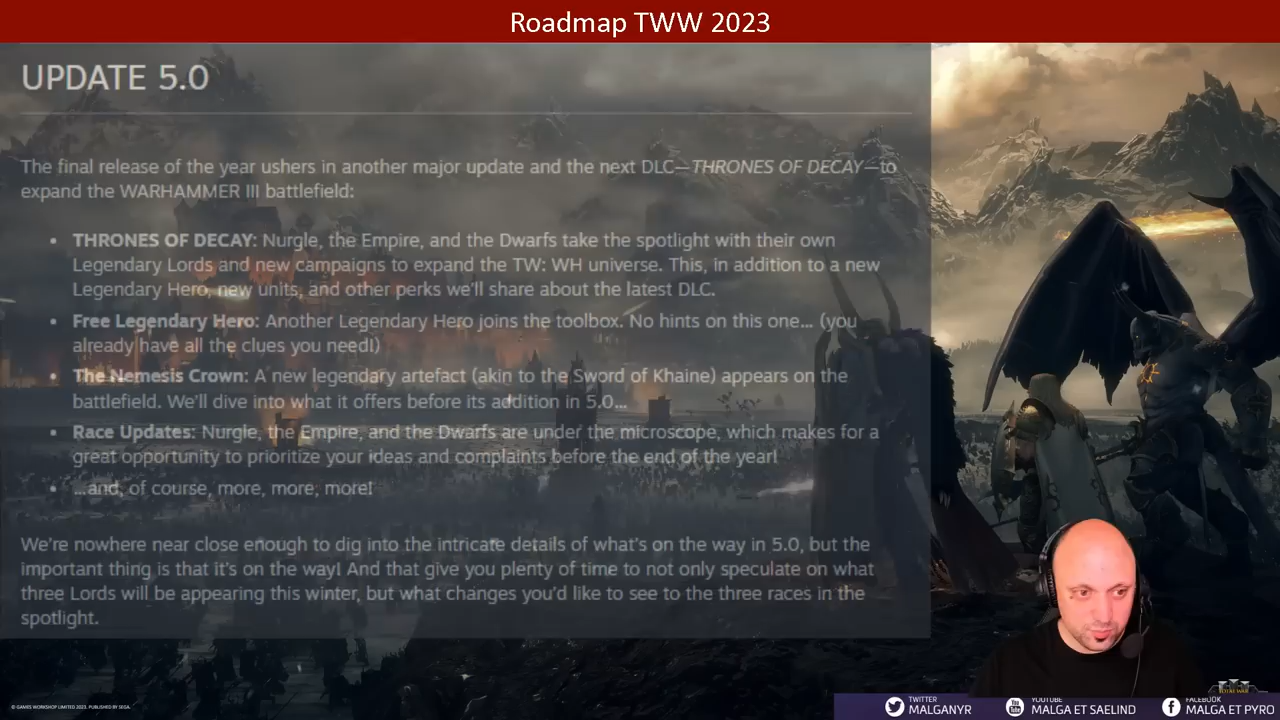 Roadmap TWW 2023
UPDATE 5.0
The final release of the year ushers in another major update and the next DLC—THRONES OF DECAY—to
expand the WARHAMMER III battlefield:
• THRONES OF DECAY: Nurgle, the Empire, and the Dwarfs take the spotlight with their own
Legendary Lords and new campaigns to expand the TW: WH universe. This, in addition to a new
Legendary Hero, new units, and other perks we'll share about the latest DLC.
• Free Legendary Hero: Another Legendary Hero joins the toolbox. No hints on this one... (you
already have all the clues you need!)
• The Nemesis Crown: A new legendary artefact (akin to the Sword of Khaine) appears on the
battlefield. We'll dive into what it offers before its addition in 5.0...
• Race Updates: Nurgle, the Empire, and the Dwarfs are under the microscope, which makes for a
great opportunity to prioritize your ideas and complaints before the end of the year!
• ...and, of course, more, more, more!
We're nowhere near close enough to dig into the intricate details of what's on the way in 5.0, but the
important thing is that it's on the way! And that give you plenty of time to not only speculate on what
three Lords will be appearing this winter, but what changes you'd like to see to the three races in the
spotlight.
© GAMES WORKSHOP LIMITED 2023. PUBLISHED BY SEGA.
TWITTER
MALGANYR
YOUTUBE
MALGA ET SAELIND
FACEBOOK
MALGA ET PYRO